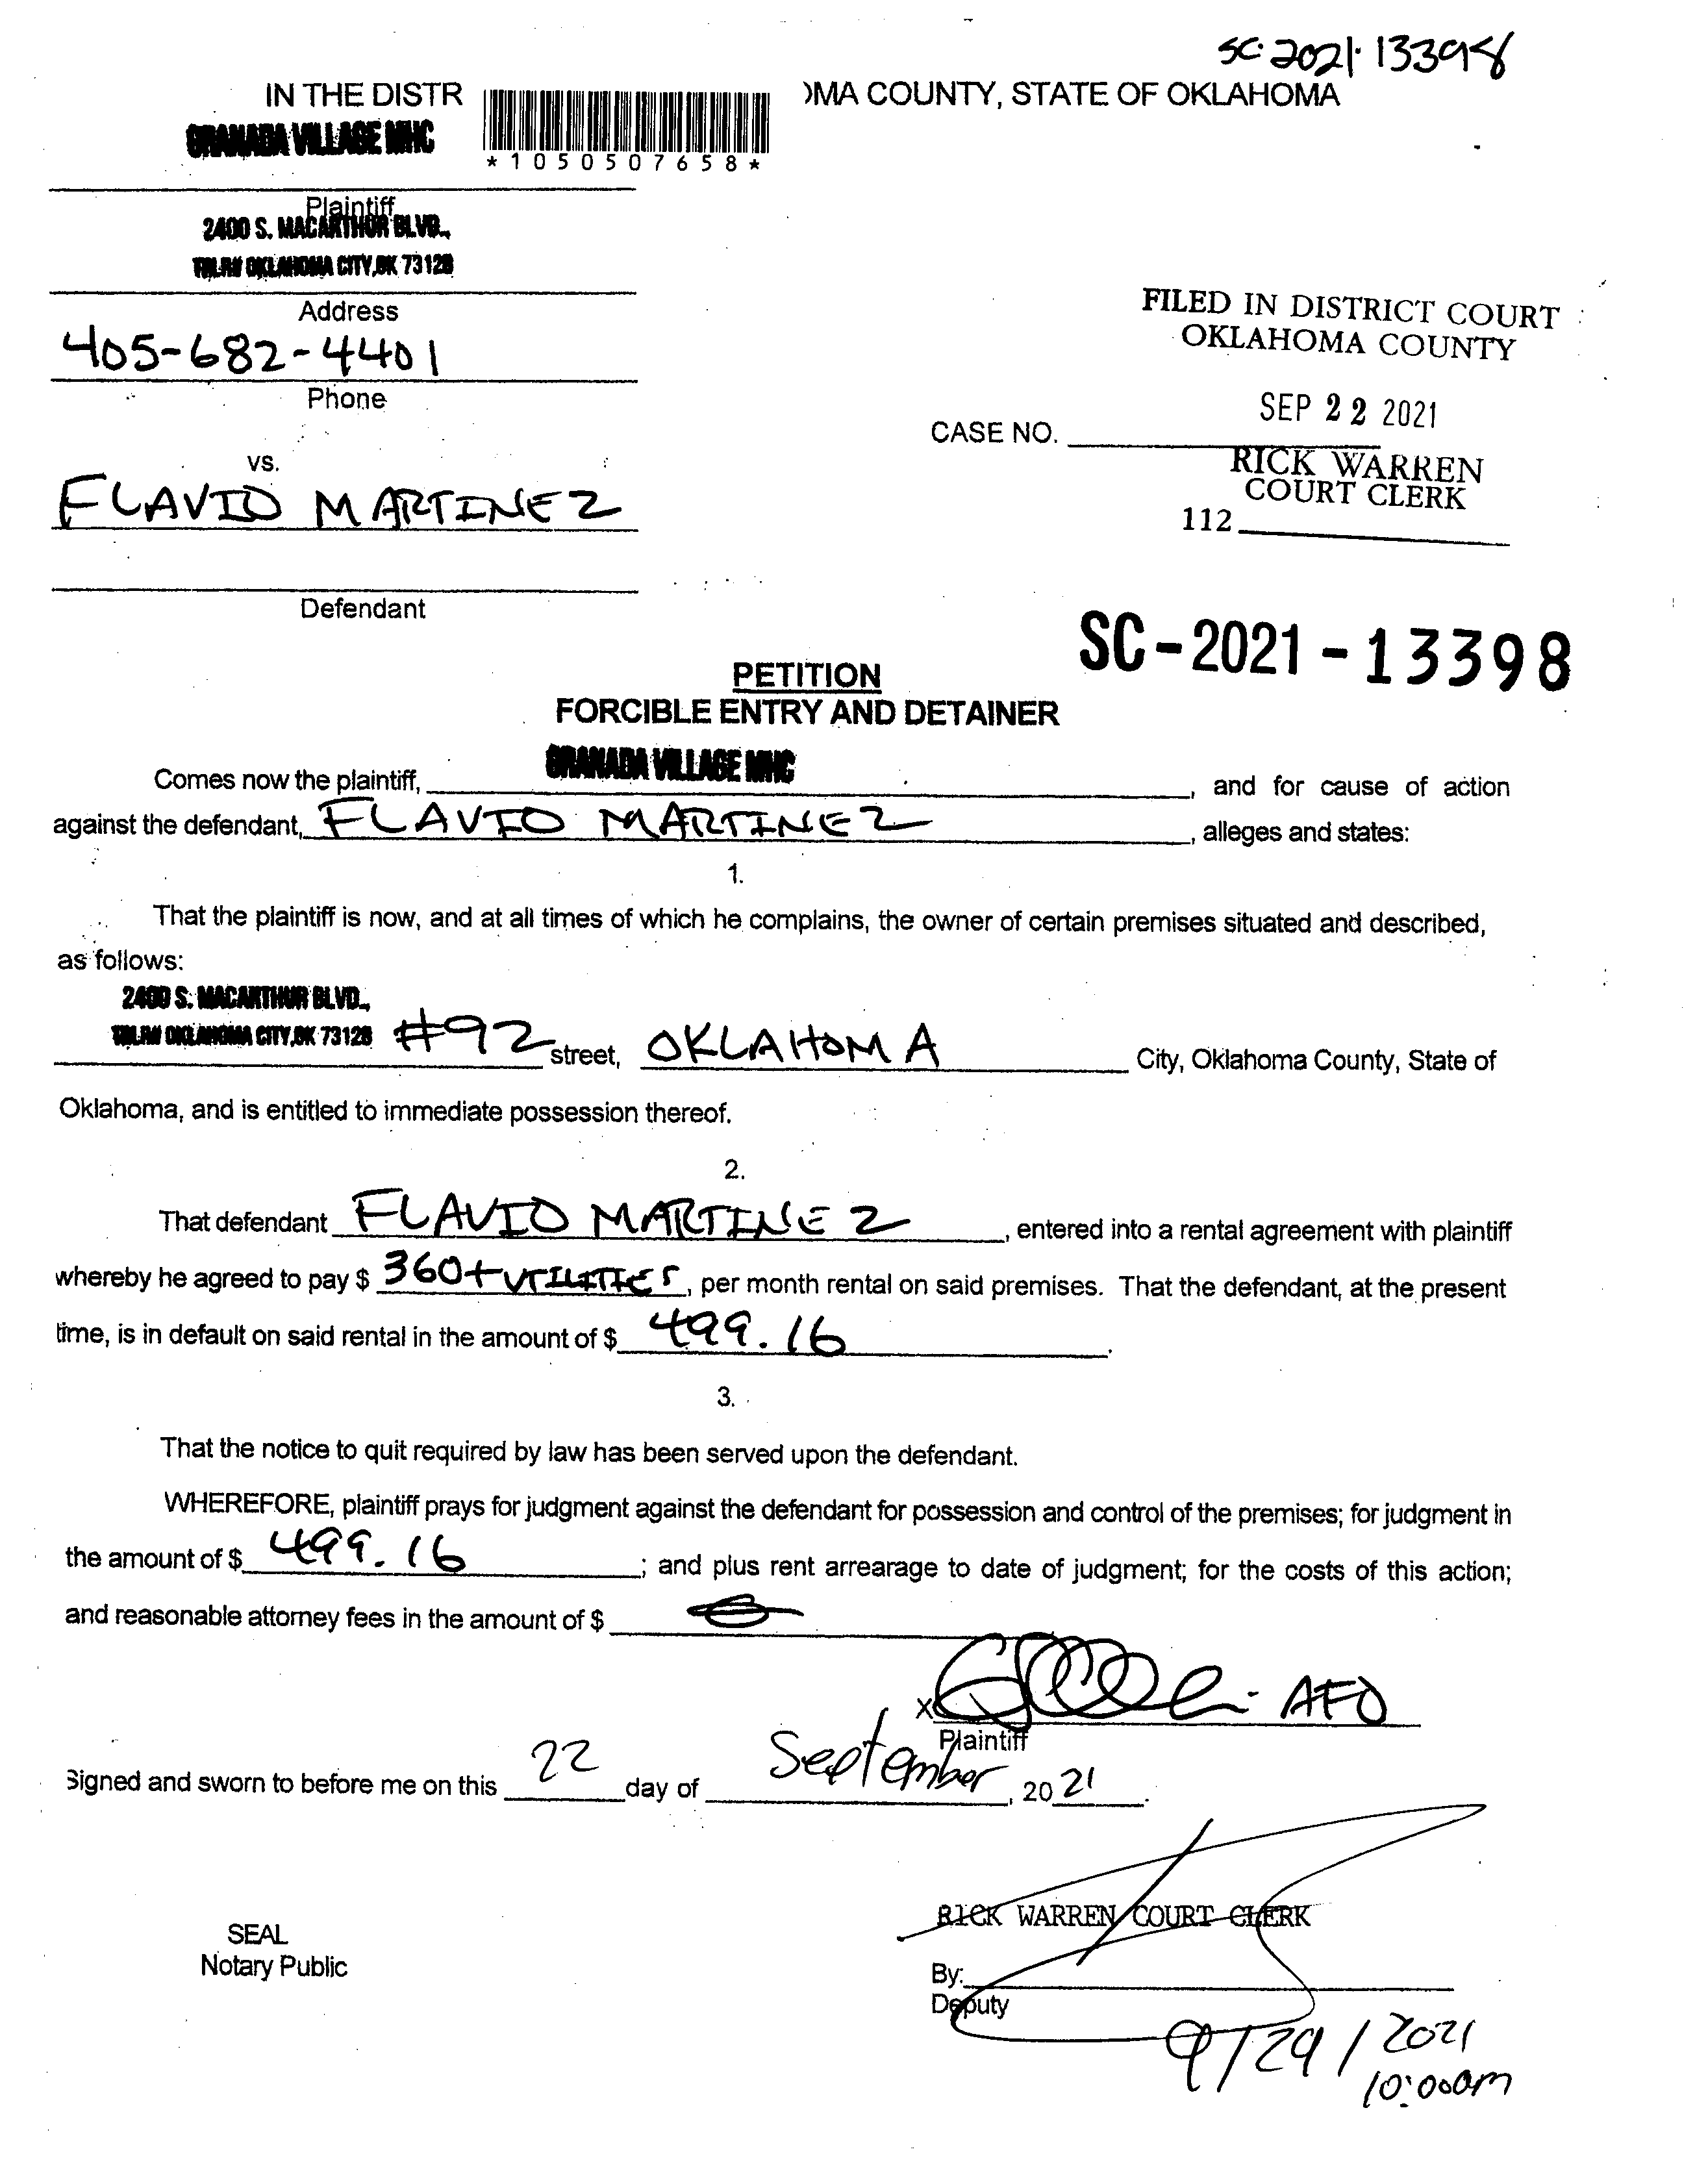 SC-2021-13398
IN THE DISTR
OMA COUNTY, STATE OF OKLAHOMA
GRANADA VILLAGE MHC
*1050507658*
Plaintiff
2400 S. MACARTHUR BLVD.,
OKLAHOMA CITY, OK 73128
Address
405-682-4401
Phone
FILED IN DISTRICT COURT
OKLAHOMA COUNTY
SEP 22 2021
CASE NO.
RICK WARREN
COURT CLERK
112
vs.
FLAVIO MARTINEZ
Defendant
SC-2021-13398
PETITION
FORCIBLE ENTRY AND DETAINER
Comes now the plaintiff, GRANADA VILLAGE MHC, and for cause of action
against the defendant, FLAVIO MARTINEZ, alleges and states:
1.
That the plaintiff is now, and at all times of which he complains, the owner of certain premises situated and described,
as follows:
2400 S. MACARTHUR BLVD.,
OKLAHOMA CITY, OK 73128 #92 street, OKLAHOMA City, Oklahoma County, State of
Oklahoma, and is entitled to immediate possession thereof.
2.
That defendant FLAVIO MARTINEZ, entered into a rental agreement with plaintiff
whereby he agreed to pay $ 360+UTILITIES, per month rental on said premises. That the defendant, at the present
time, is in default on said rental in the amount of $ 499.16.
3.
That the notice to quit required by law has been served upon the defendant.
WHEREFORE, plaintiff prays for judgment against the defendant for possession and control of the premises; for judgment in
the amount of $ 499.16; and plus rent arrearage to date of judgment; for the costs of this action;
and reasonable attorney fees in the amount of $
X AFO
Plaintiff
Signed and sworn to before me on this 22 day of September, 2021.
RICK WARREN COURT CLERK
SEAL
Notary Public
By:
Deputy
9/29/2021
10:00am